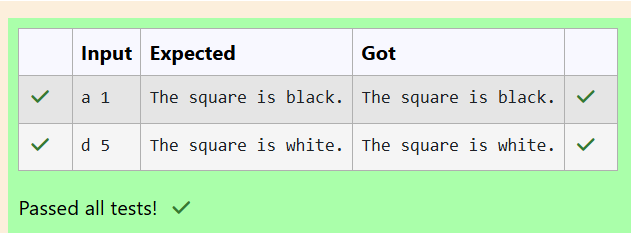 Input Expected Got
a 1 The square is black. The square is black.
d 5 The square is white. The square is white.
Passed all tests!